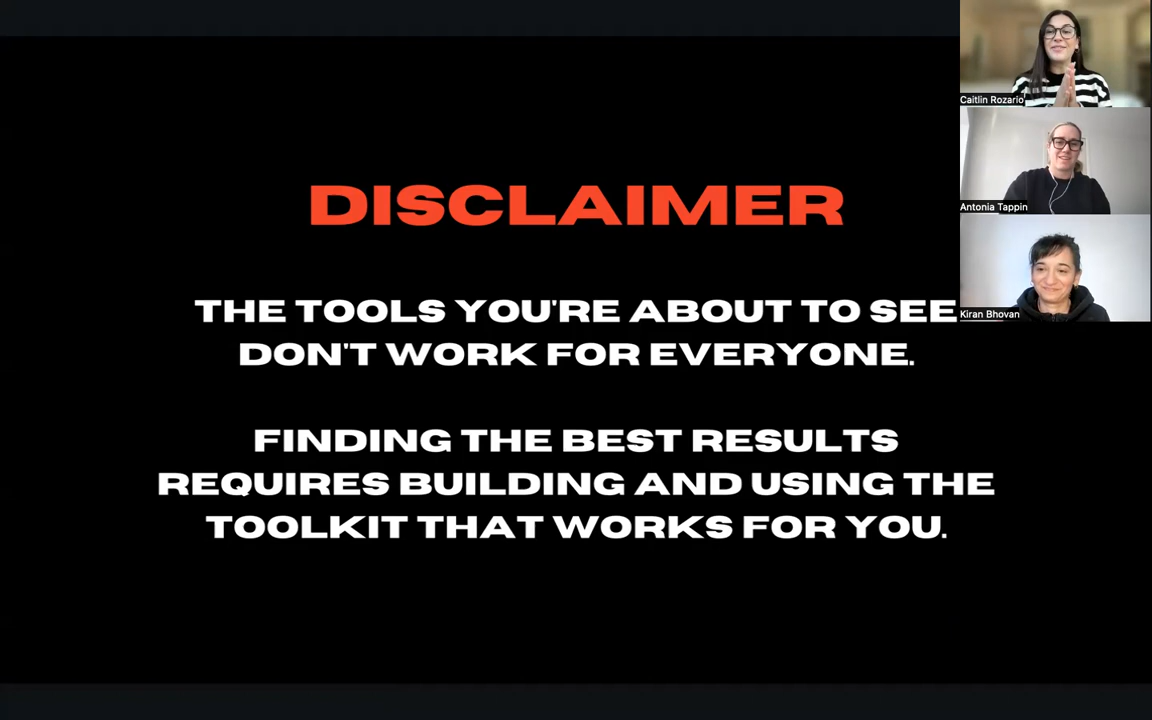 DISCLAIMER
THE TOOLS YOU'RE ABOUT TO SEE
DON'T WORK FOR EVERYONE.
FINDING THE BEST RESULTS
REQUIRES BUILDING AND USING THE
TOOLKIT THAT WORKS FOR YOU.
Caitlin Rozario
Antonia Tappin
Kiran Bhovan